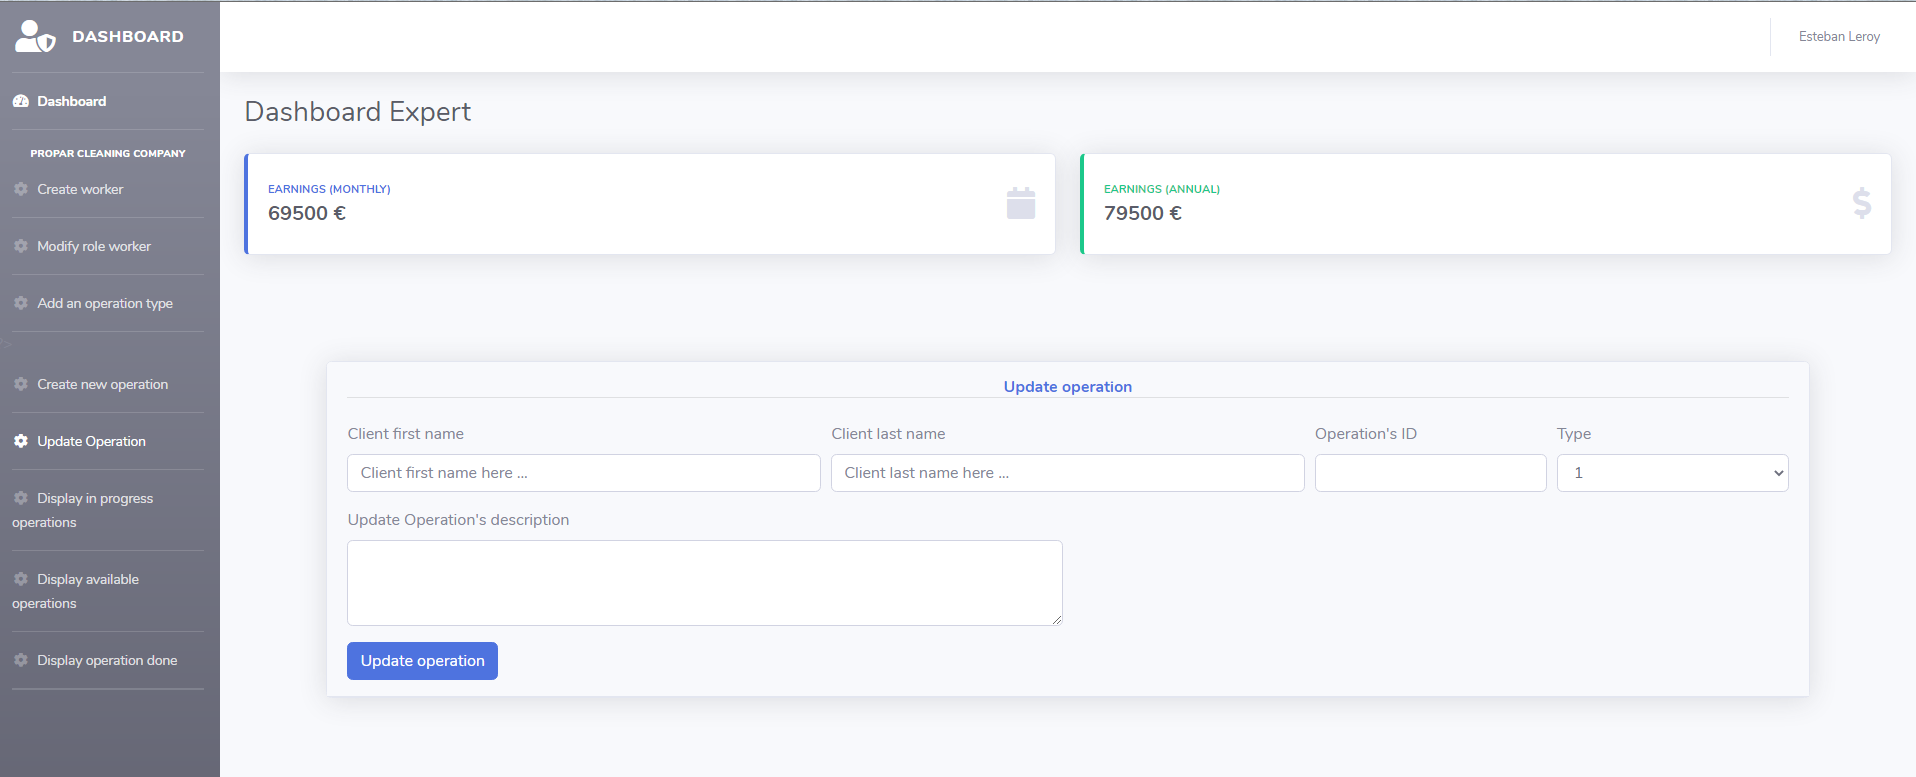 DASHBOARD
Esteban Leroy
Dashboard
PROPAR CLEANING COMPANY
Create worker
Modify role worker
Add an operation type
?>
Create new operation
Update Operation
Display in progress
operations
Display available
operations
Display operation done
Dashboard Expert
EARNINGS (MONTHLY)
69500 €
EARNINGS (ANNUAL)
79500 €
Update operation
Client first name
Client last name
Operation's ID
Type
Client first name here ...
Client last name here ...
1
Update Operation's description
Update operation